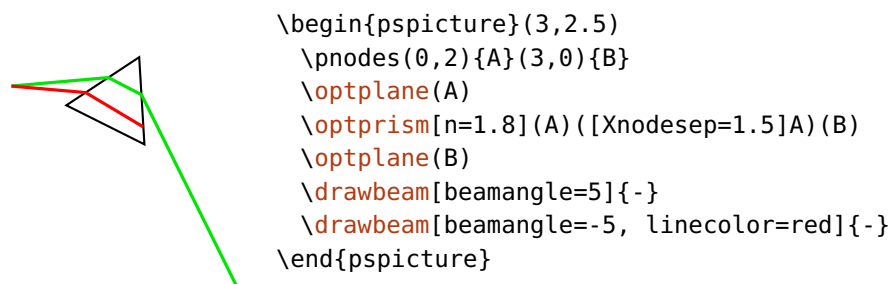 \begin{pspicture}(3,2.5)
\pnodes(0,2){A}(3,0){B}
\optplane(A)
\optprism[n=1.8](A)([Xnodesep=1.5]A)(B)
\optplane(B)
\drawbeam[beamangle=5]{-}
\drawbeam[beamangle=-5, linecolor=red]{-}
\end{pspicture}